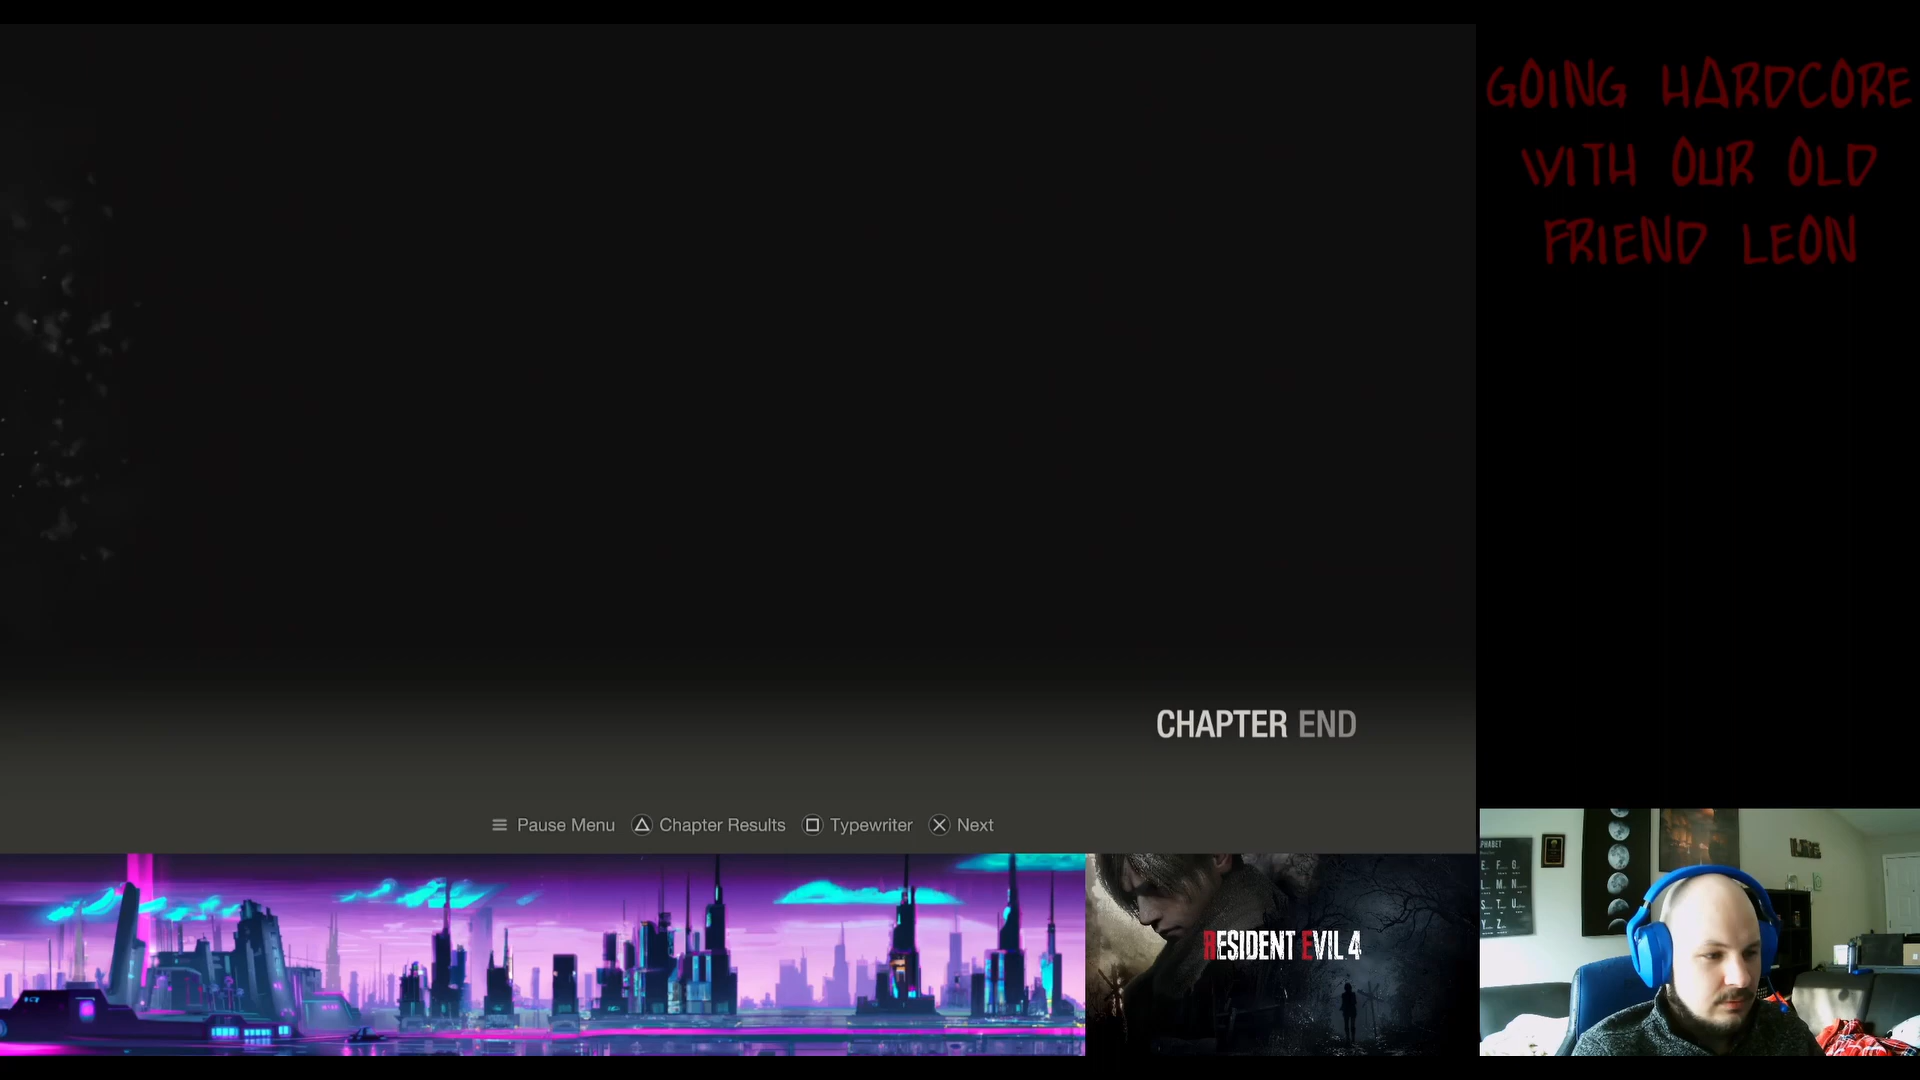 GOING HARDCORE
WITH OUR OLD
FRIEND LEON
CHAPTER END
Pause Menu Chapter Results Typewriter Next
RESIDENT EVIL 4